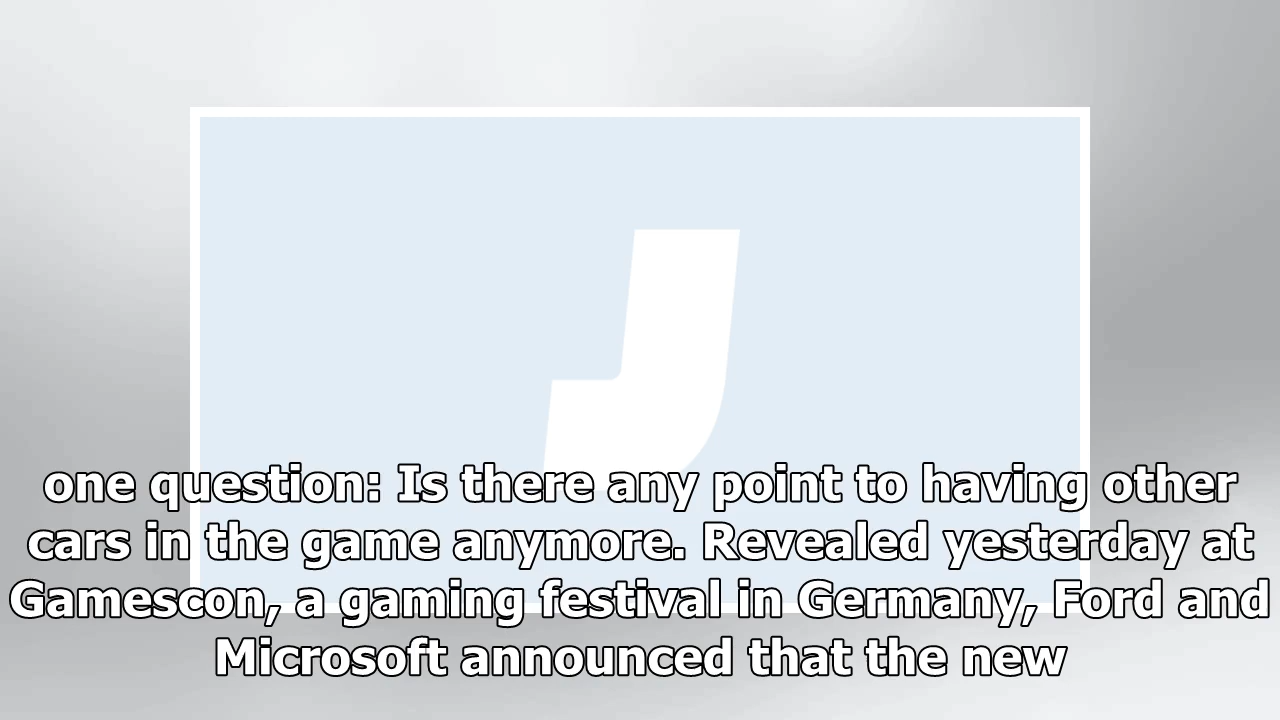 one question: Is there any point to having other
cars in the game anymore. Revealed yesterday at
Gamescon, a gaming festival in Germany, Ford and
Microsoft announced that the new